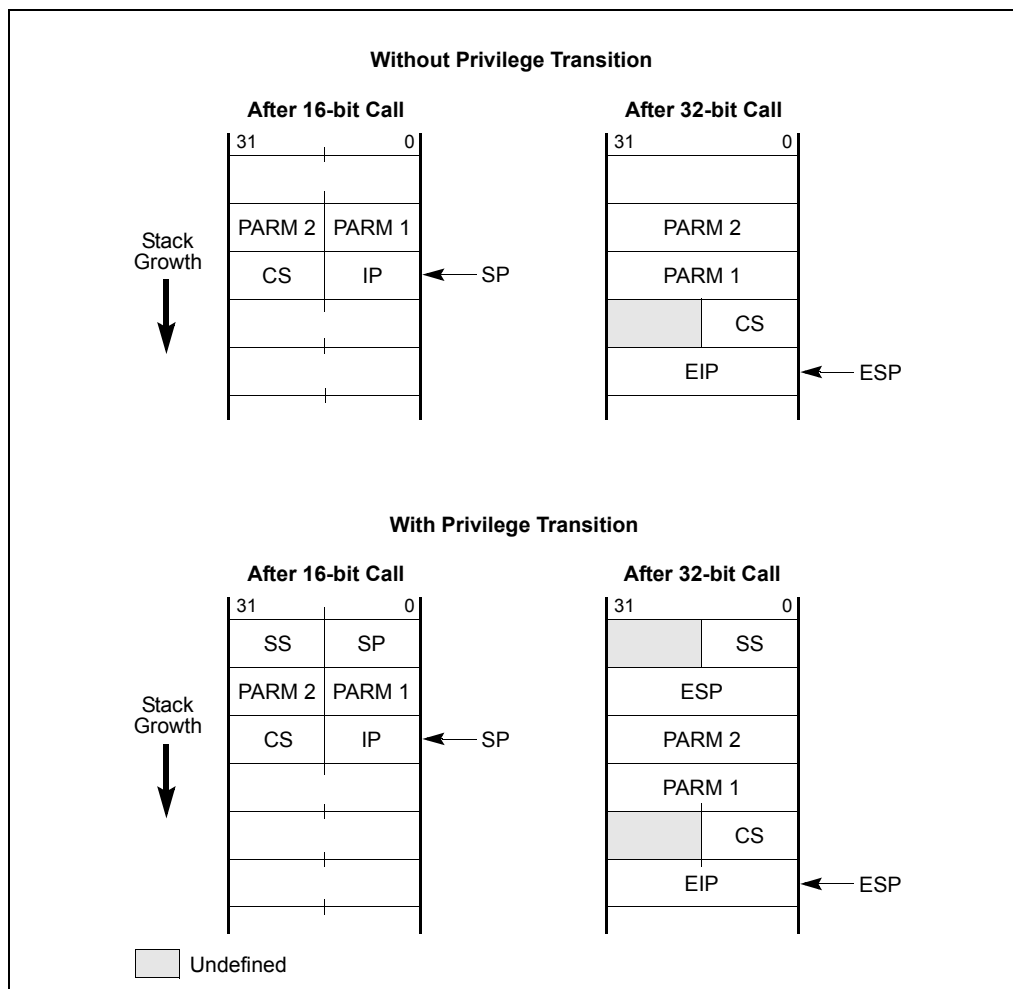 Without Privilege Transition
After 16-bit Call
After 32-bit Call
31 0
31 0
PARM 2 PARM 1
PARM 2
Stack
Growth
CS IP
SP
PARM 1
CS
EIP
ESP
With Privilege Transition
After 16-bit Call
After 32-bit Call
31 0
31 0
SS SP
SS
PARM 2 PARM 1
ESP
Stack
Growth
CS IP
SP
PARM 2
PARM 1
CS
EIP
ESP
Undefined